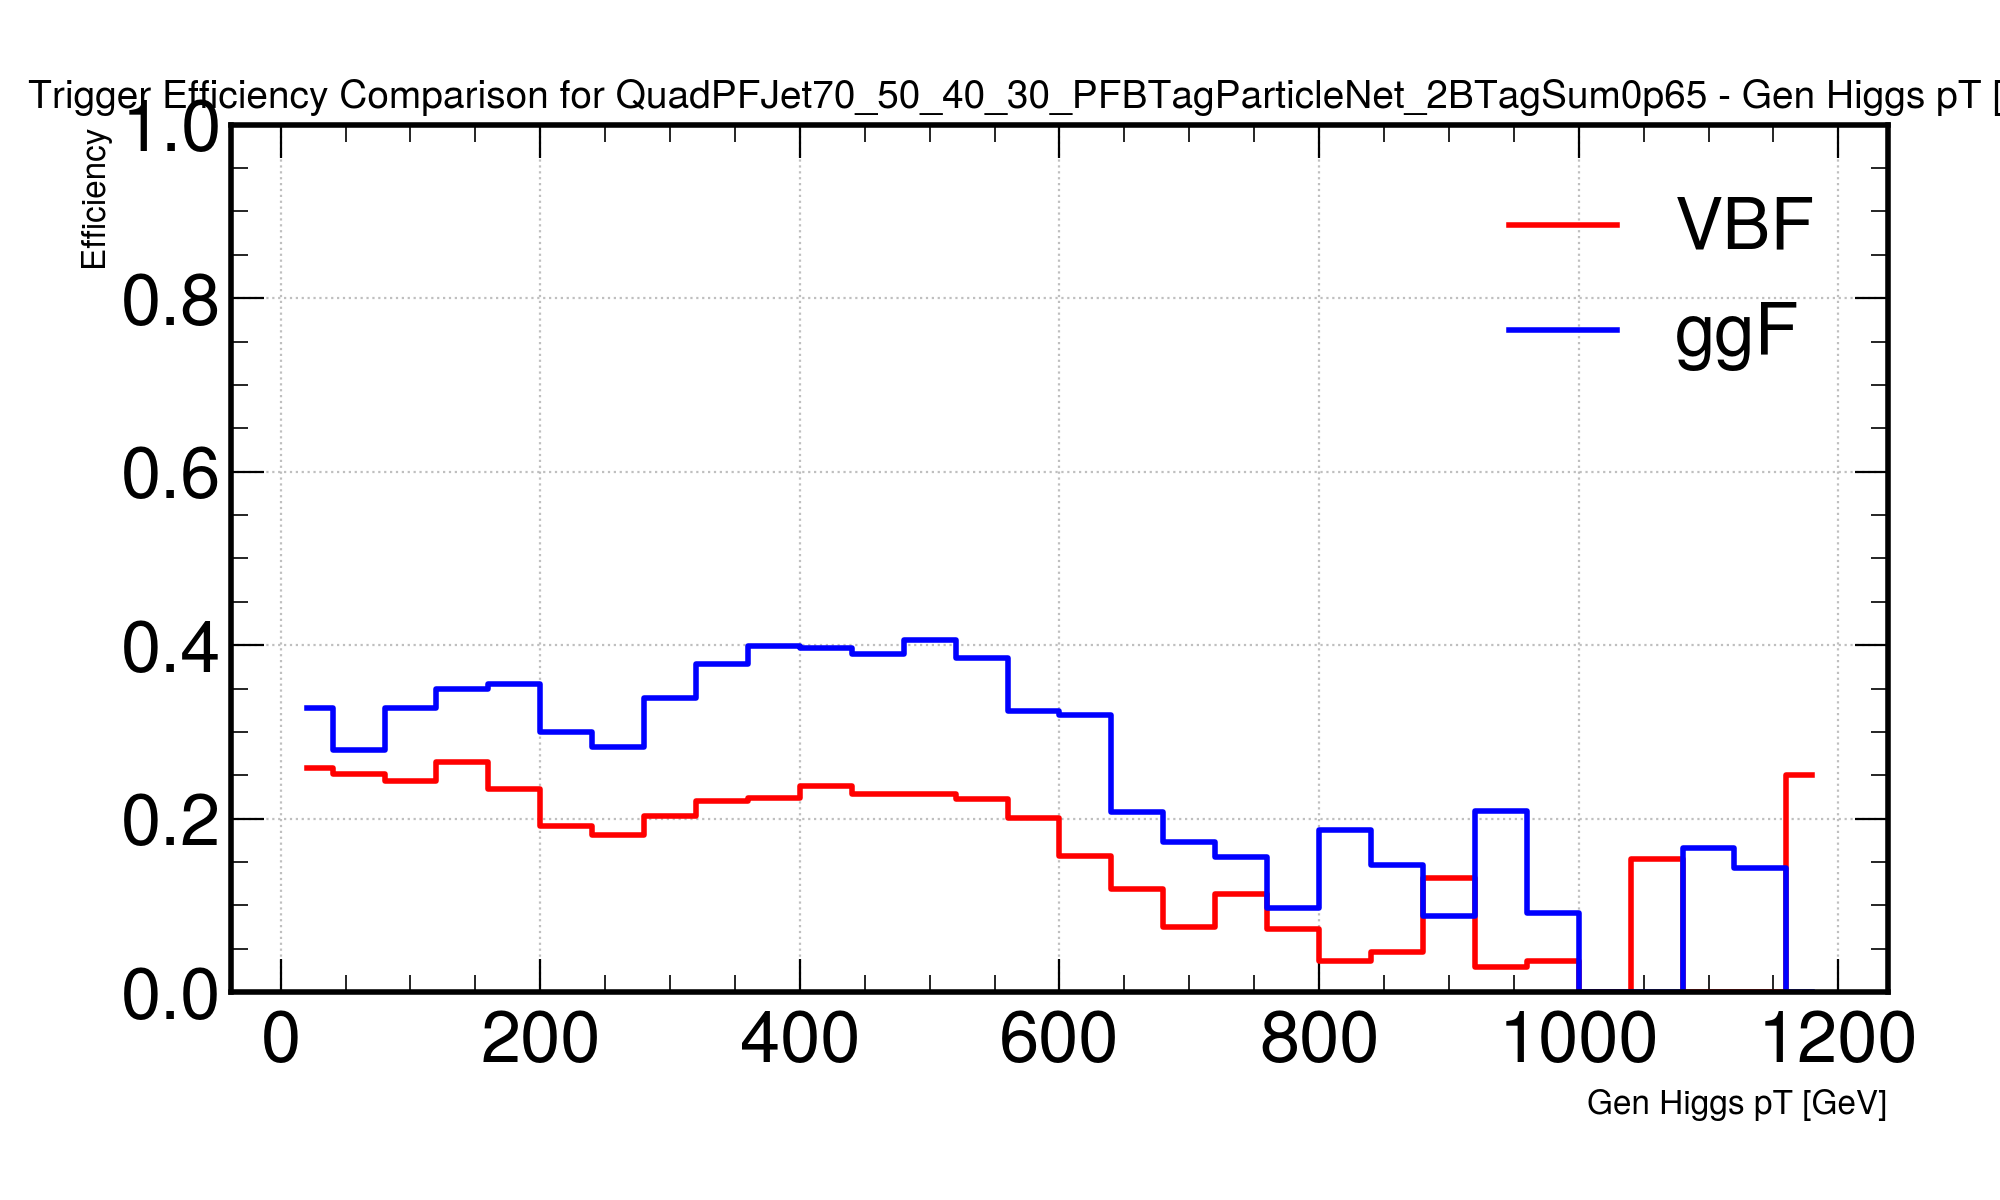 Trigger Efficiency Comparison for QuadPFJet70_50_40_30_PFBTagParticleNet_2BTagSum0p65 - Gen Higgs pT [
Efficiency
1.0
0.8
0.6
0.4
0.2
0.0
VBF
ggF
0 200 400 600 800 1000 1200
Gen Higgs pT [GeV]